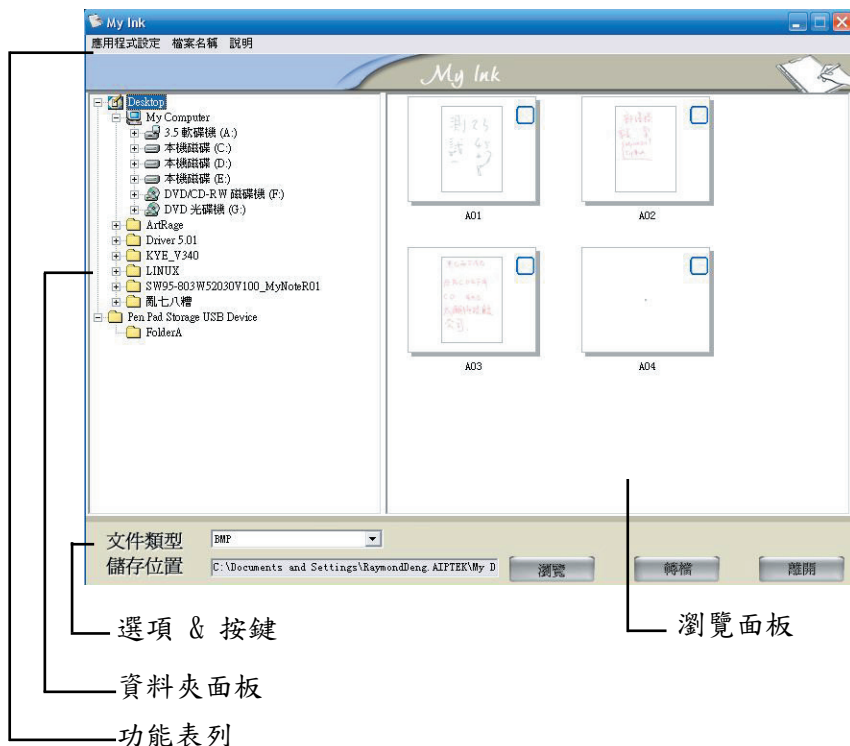 My Ink
應用程式設定 檔案名稱 說明
My Ink
Desktop
My Computer
3.5 軟碟機 (A:)
本機磁碟 (C:)
本機磁碟 (D:)
本機磁碟 (E:)
DVD/CD-RW 磁碟機 (F:)
DVD 光碟機 (G:)
ArtRage
Driver 5.01
KYE_V340
LINUX
SW95-803W52030V100_MyNoteR01
亂七八糟
Pen Pad Storage USB Device
FolderA
A01
A02
A03
A04
文件類型 BMP
儲存位置 C:\Documents and Settings\RaymondDeng.AIPTEK\My D 瀏覽 轉檔 離開
選項 & 按鍵
瀏覽面板
資料夾面板
功能表列